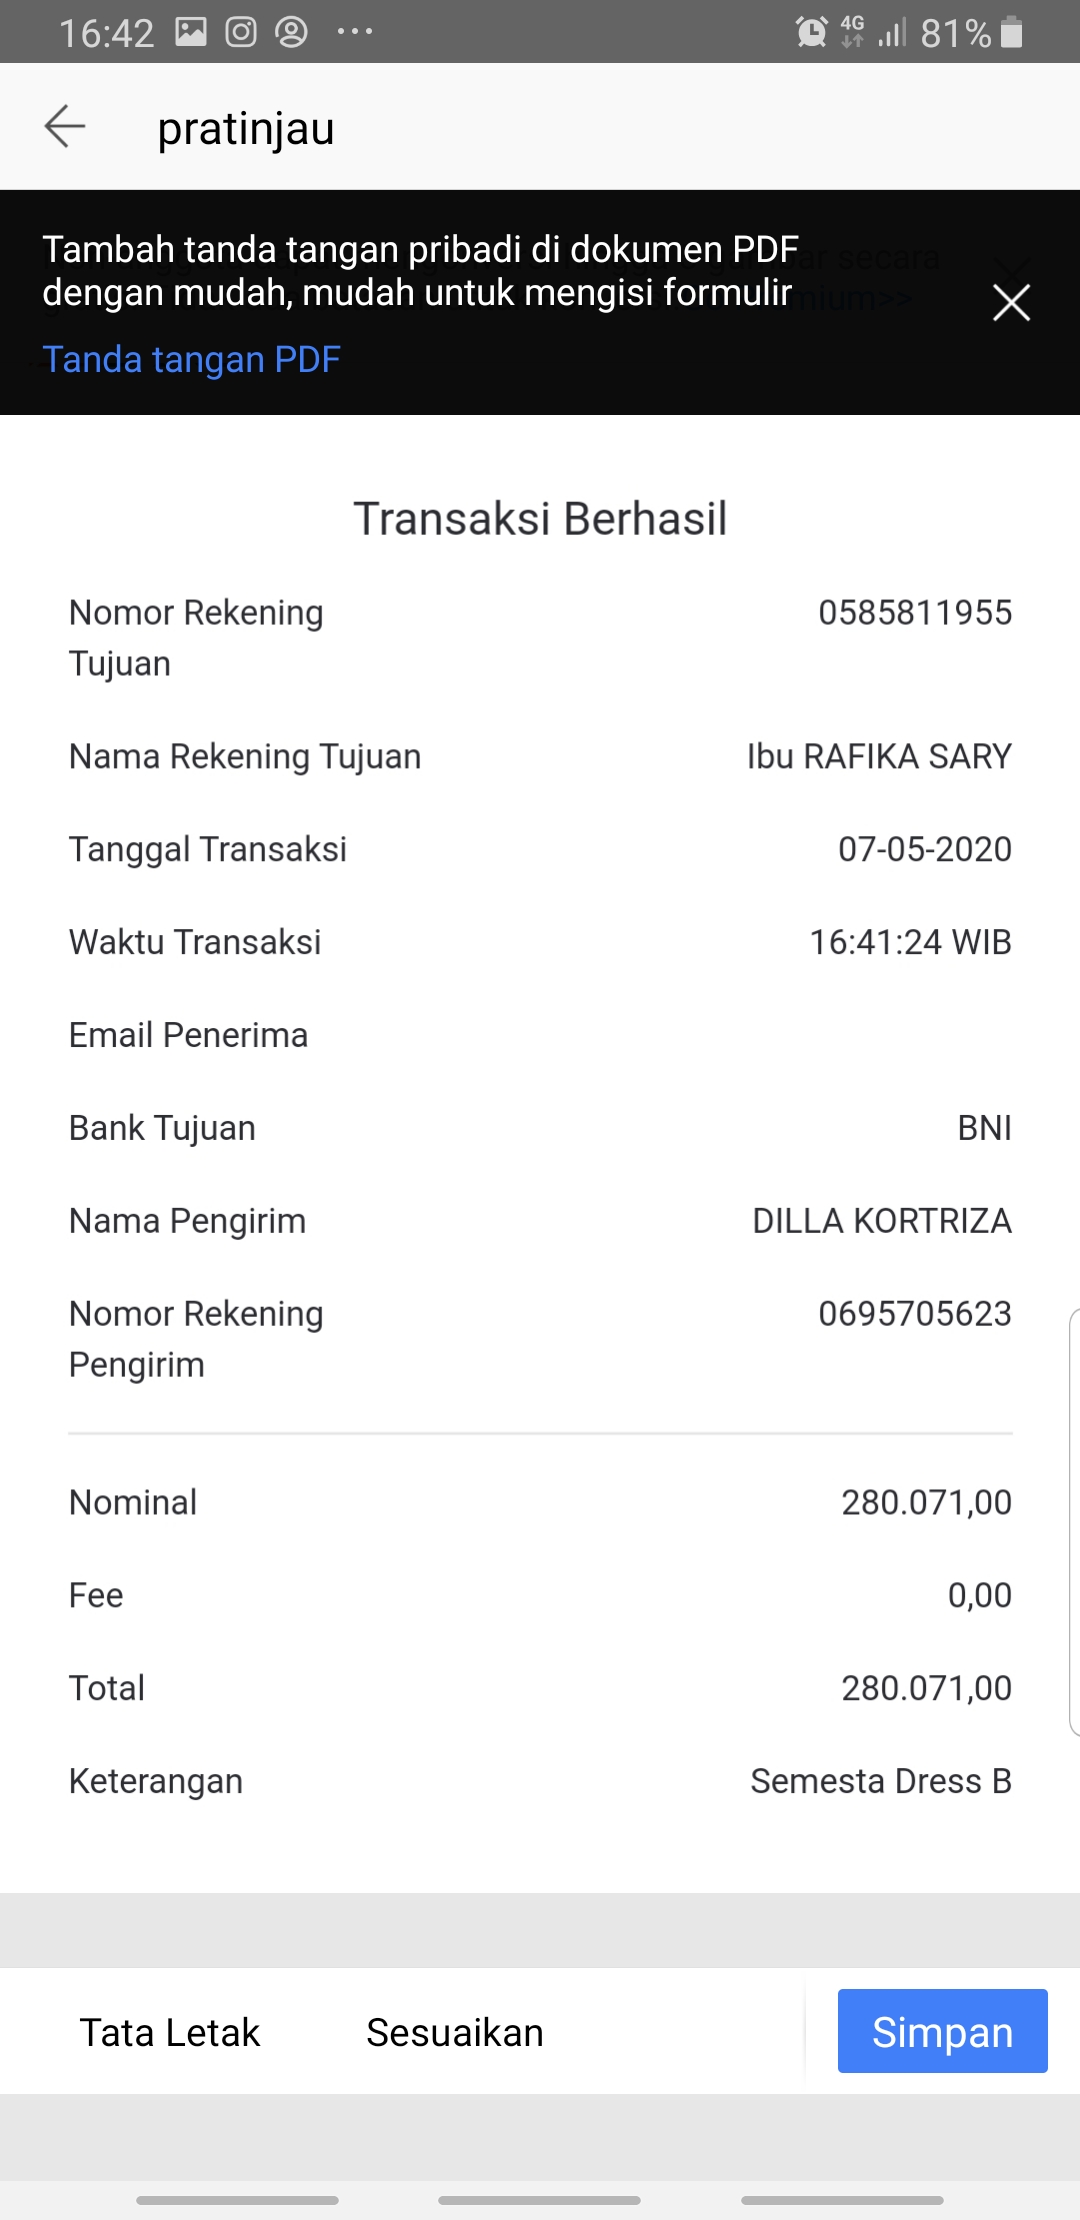 16:42
4G
81%
pratinjau
Tambah tanda tangan pribadi di dokumen PDF
dengan mudah, mudah untuk mengisi formulir
Tanda tangan PDF
Transaksi Berhasil
Nomor Rekening Tujuan 0585811955
Nama Rekening Tujuan Ibu RAFIKA SARY
Tanggal Transaksi 07-05-2020
Waktu Transaksi 16:41:24 WIB
Email Penerima
Bank Tujuan BNI
Nama Pengirim DILLA KORTRIZA
Nomor Rekening Pengirim 0695705623
Nominal 280.071,00
Fee 0,00
Total 280.071,00
Keterangan Semesta Dress B
Tata Letak Sesuaikan Simpan